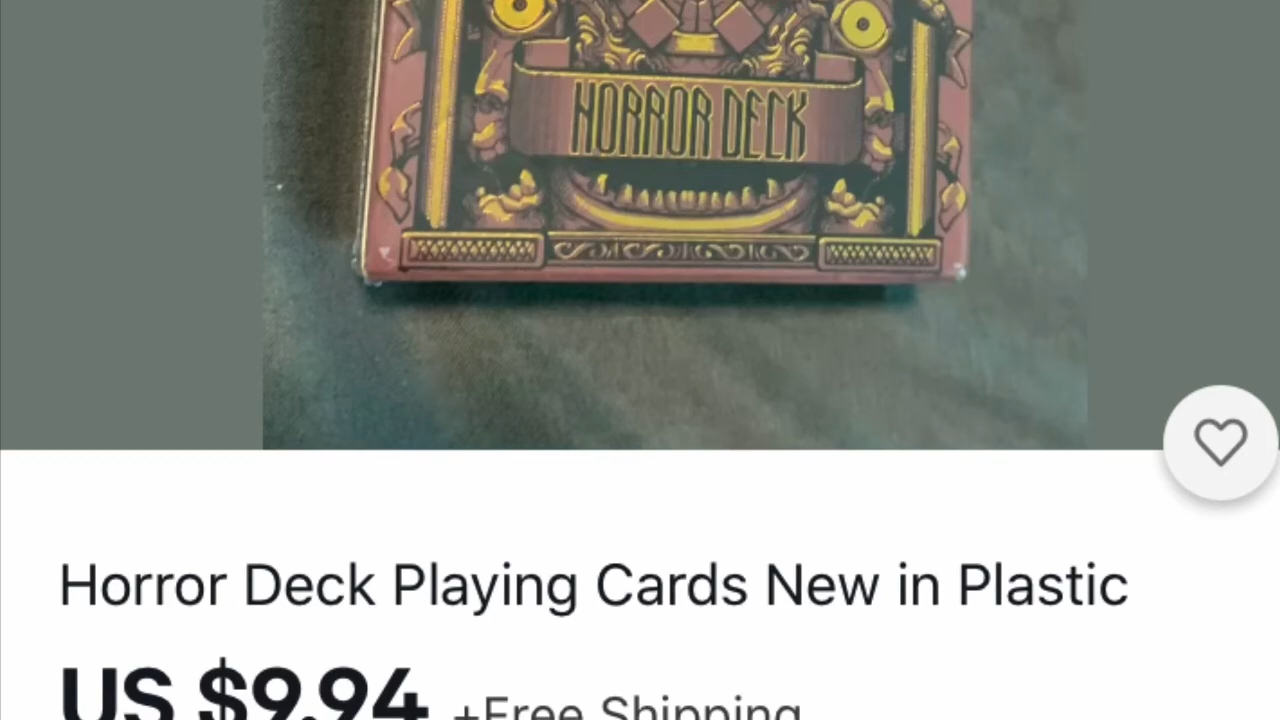 HORROR DECK
Horror Deck Playing Cards New in Plastic
US $9.94 +Free Shipping